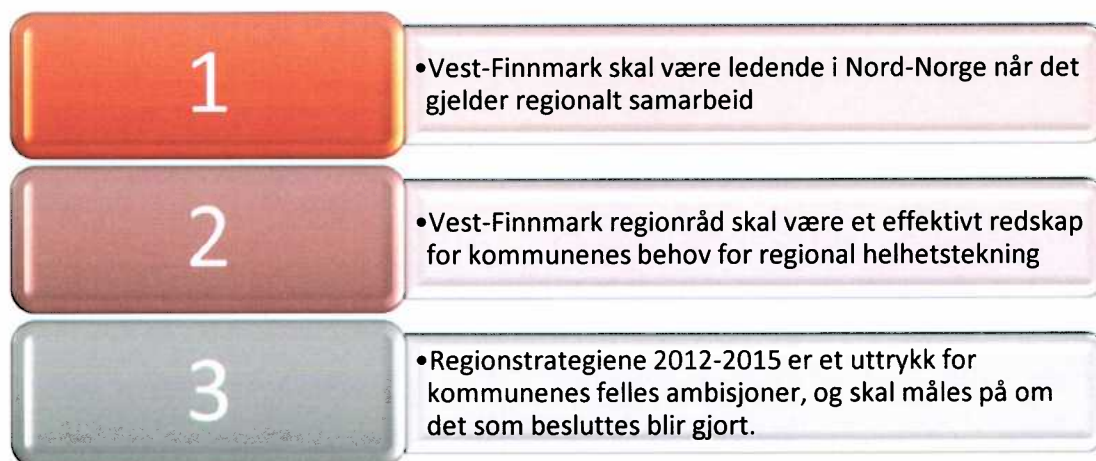 1
•Vest-Finnmark skal være ledende i Nord-Norge når det
gjelder regionalt samarbeid
2
•Vest-Finnmark regionråd skal være et effektivt redskap
for kommunenes behov for regional helhetstekning
3
•Regionstrategiene 2012-2015 er et uttrykk for
kommunenes felles ambisjoner, og skal måles på om
det som besluttes blir gjort.